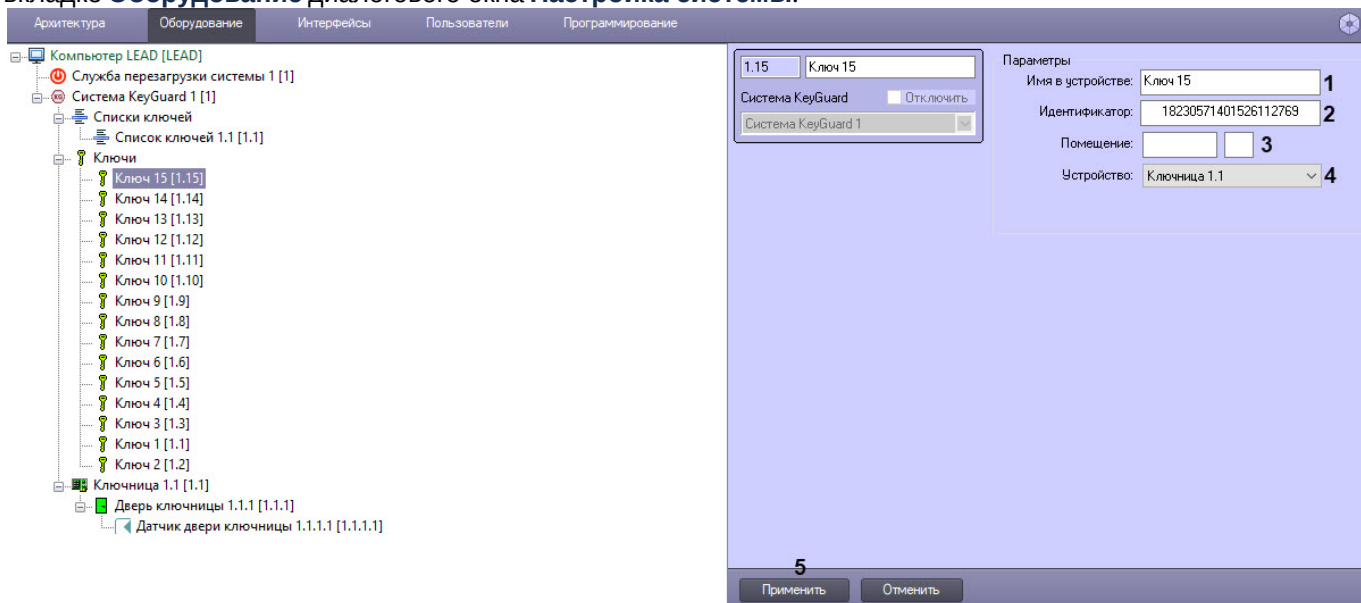 вкладке Оборудование диалогового окна Настройка системы.
Архитектура Оборудование Интерфейсы Пользователи Программирование
Компьютер LEAD [LEAD]
Служба перезагрузки системы 1 [1]
Система KeyGuard 1 [1]
Списки ключей
Список ключей 1.1 [1.1]
Ключи
Ключ 15 [1.15]
Ключ 14 [1.14]
Ключ 13 [1.13]
Ключ 12 [1.12]
Ключ 11 [1.11]
Ключ 10 [1.10]
Ключ 9 [1.9]
Ключ 8 [1.8]
Ключ 7 [1.7]
Ключ 6 [1.6]
Ключ 5 [1.5]
Ключ 4 [1.4]
Ключ 3 [1.3]
Ключ 1 [1.1]
Ключ 2 [1.2]
Ключница 1.1 [1.1]
Дверь ключницы 1.1.1 [1.1.1]
Датчик двери ключницы 1.1.1.1 [1.1.1.1]
1.15 Ключ 15
Система KeyGuard Отключить
Система KeyGuard 1
Параметры
Имя в устройстве: Ключ 15 1
Идентификатор: 18230571401526112769 2
Помещение: 3
Устройство: Ключница 1.1 4
5
Применить Отменить